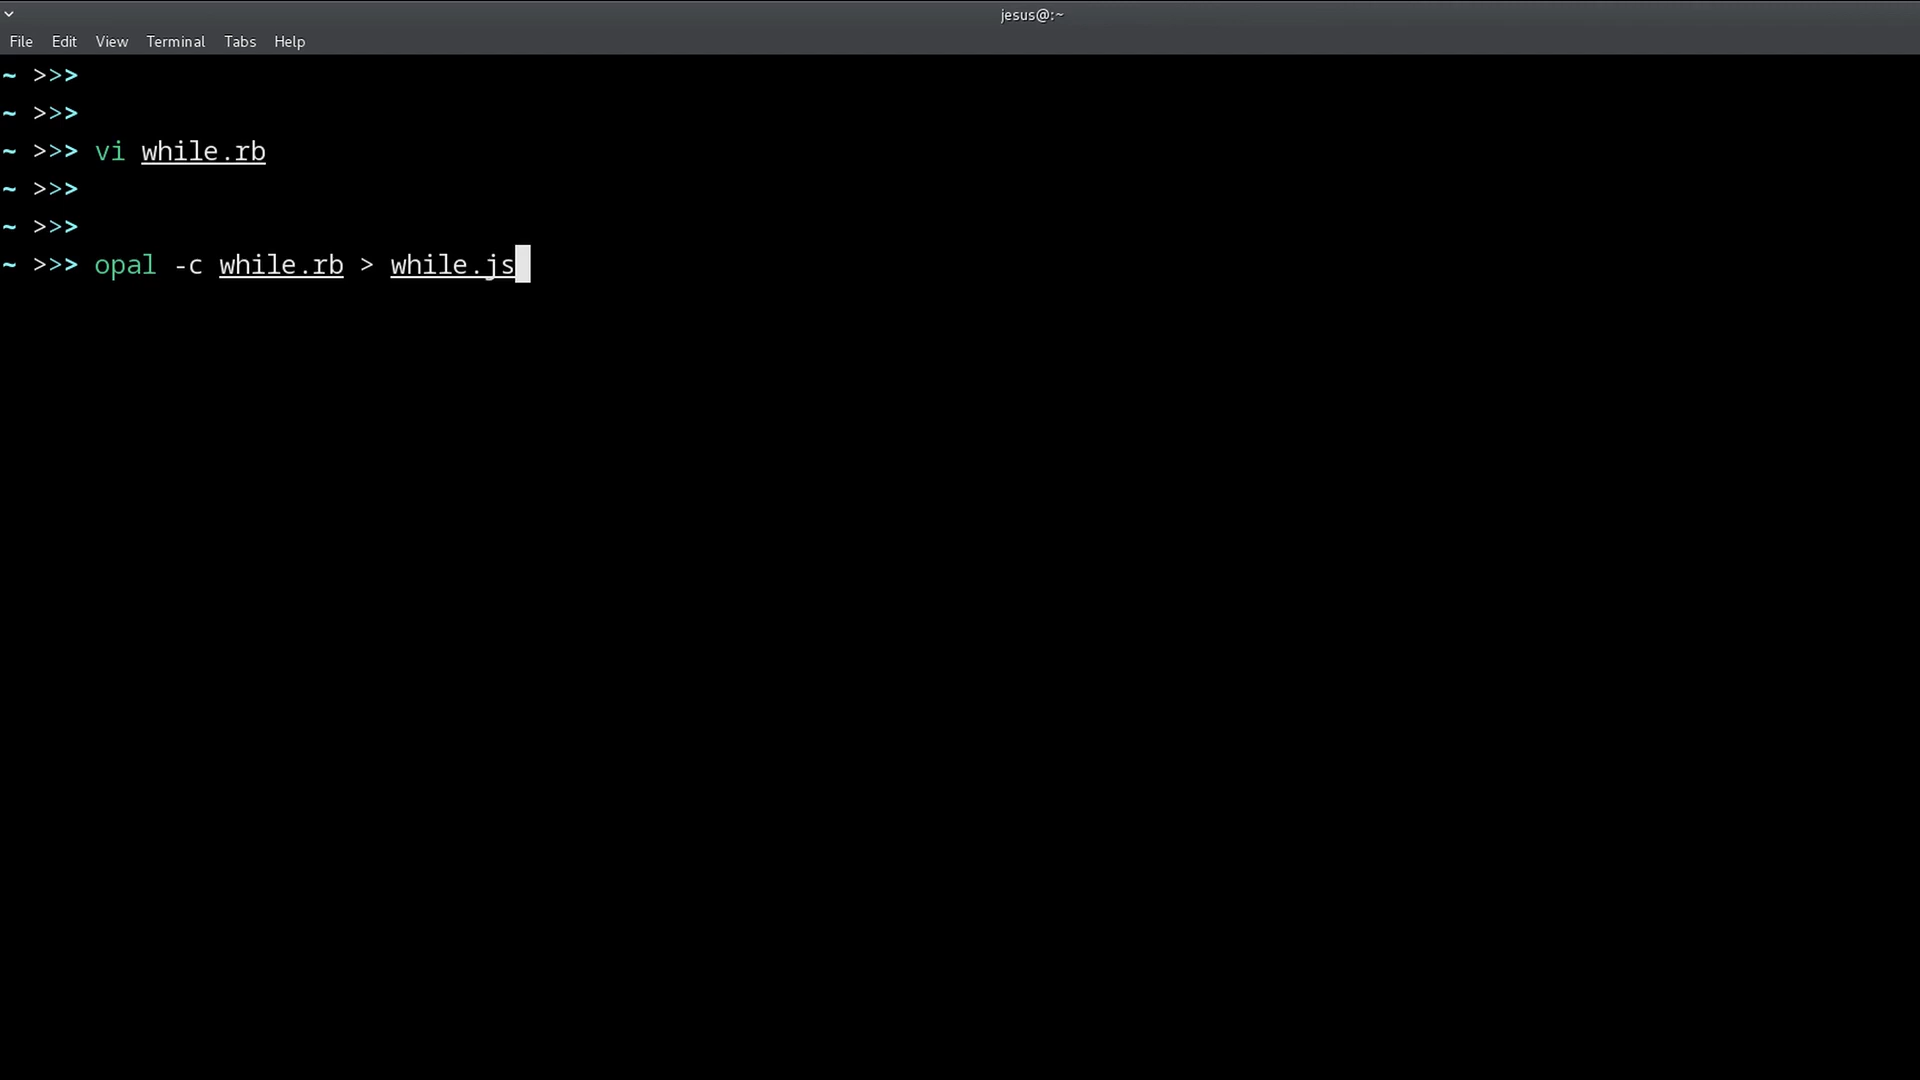 jesus@:~
File Edit View Terminal Tabs Help
~ >>>
~ >>>
~ >>> vi while.rb
~ >>>
~ >>>
~ >>> opal -c while.rb > while.js